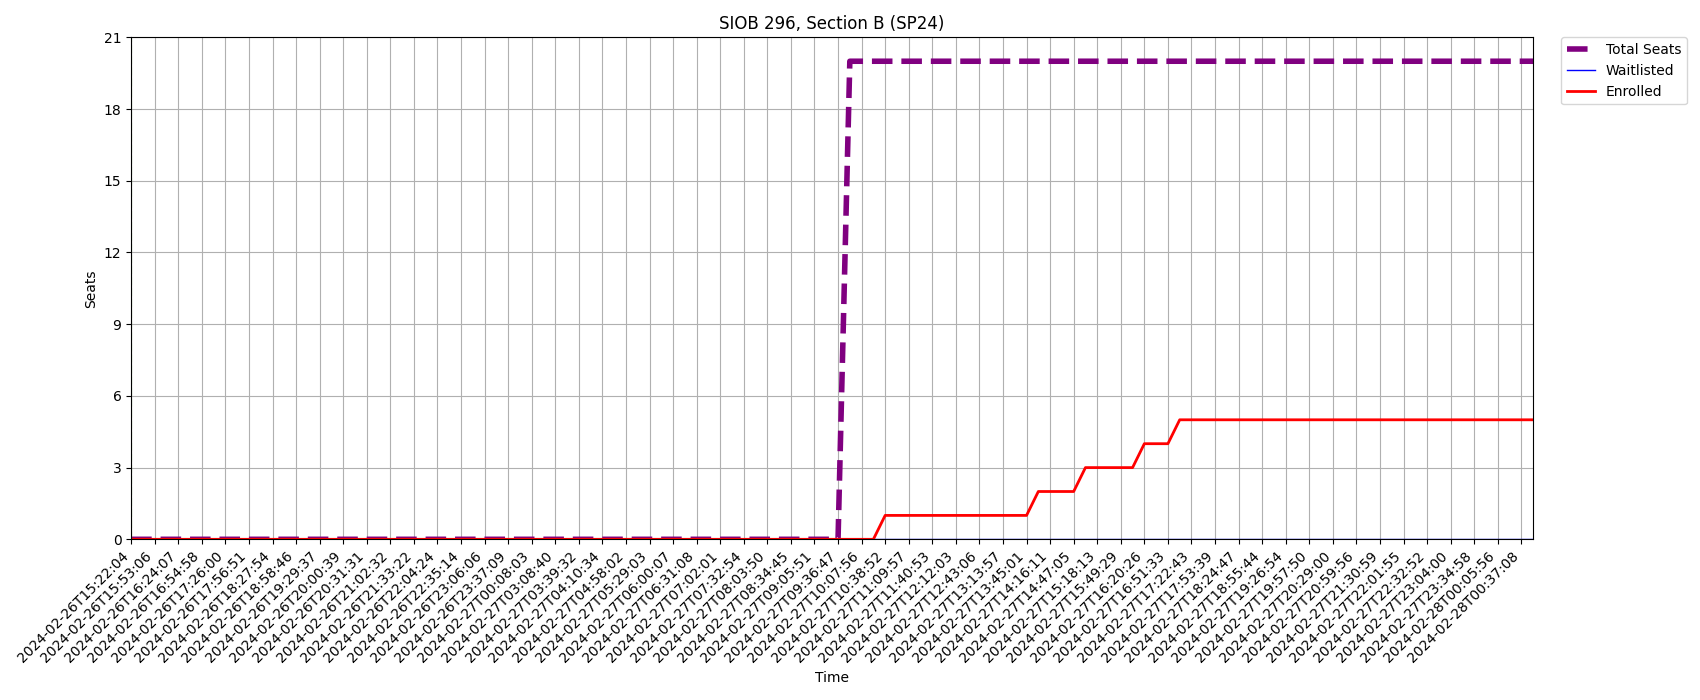 SIOB 296, Section B (SP24)
Total Seats
Waitlisted
Enrolled
Seats
21
18
15
12
9
6
3
0
2024-02-26T15:22:04
2024-02-26T15:53:06
2024-02-26T16:24:07
2024-02-26T16:54:58
2024-02-26T17:26:00
2024-02-26T17:56:51
2024-02-26T18:27:54
2024-02-26T18:58:46
2024-02-26T19:29:37
2024-02-26T20:00:39
2024-02-26T20:31:31
2024-02-26T21:02:32
2024-02-26T21:33:22
2024-02-26T22:04:24
2024-02-26T22:35:14
2024-02-26T23:06:06
2024-02-26T23:37:09
2024-02-27T00:08:03
2024-02-27T03:08:40
2024-02-27T03:39:32
2024-02-27T04:10:34
2024-02-27T04:58:02
2024-02-27T05:29:03
2024-02-27T06:00:07
2024-02-27T06:31:08
2024-02-27T07:02:01
2024-02-27T07:32:54
2024-02-27T08:03:50
2024-02-27T08:34:45
2024-02-27T09:05:51
2024-02-27T09:36:47
2024-02-27T10:07:56
2024-02-27T10:38:52
2024-02-27T11:09:57
2024-02-27T11:40:53
2024-02-27T12:12:03
2024-02-27T12:43:06
2024-02-27T13:13:57
2024-02-27T13:45:01
2024-02-27T14:16:11
2024-02-27T14:47:05
2024-02-27T15:18:13
2024-02-27T15:49:29
2024-02-27T16:20:26
2024-02-27T16:51:33
2024-02-27T17:22:43
2024-02-27T17:53:39
2024-02-27T18:24:47
2024-02-27T18:55:44
2024-02-27T19:26:54
2024-02-27T19:57:50
2024-02-27T20:29:00
2024-02-27T20:59:56
2024-02-27T21:30:59
2024-02-27T22:01:55
2024-02-27T22:32:52
2024-02-27T23:04:00
2024-02-27T23:34:58
2024-02-28T00:05:56
2024-02-28T00:37:08
Time